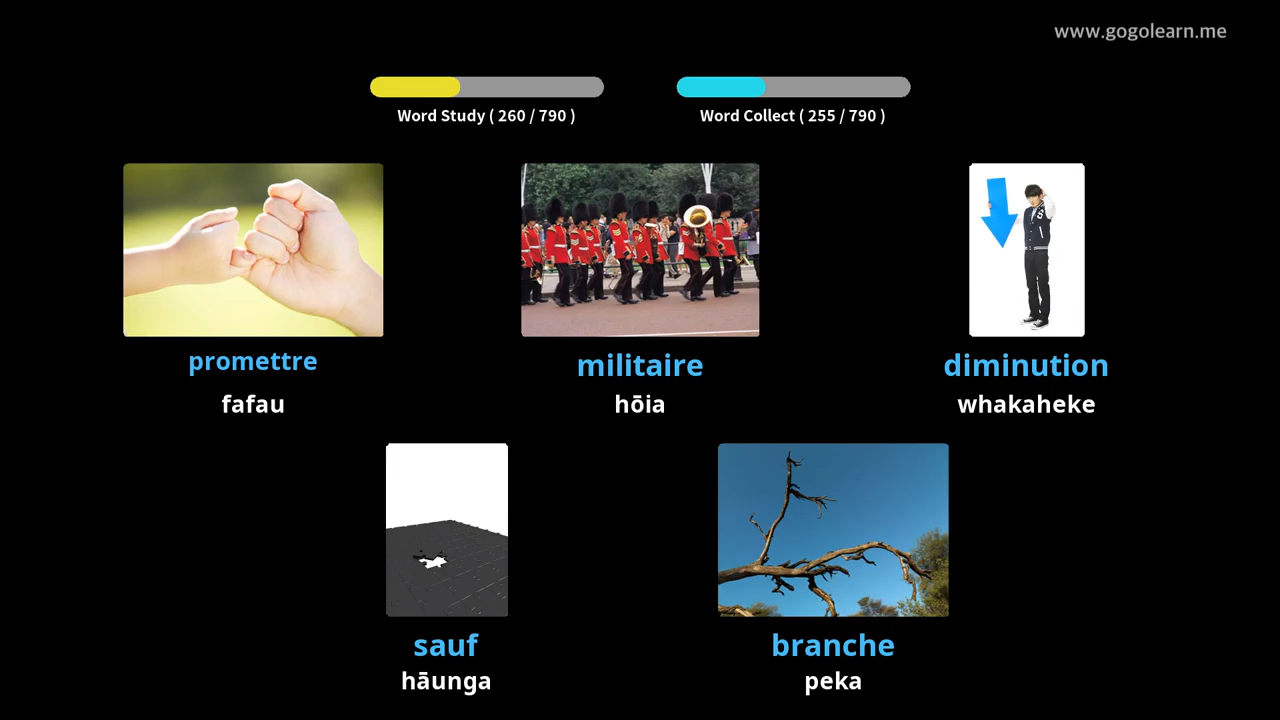 www.gogolearn.me
Word Study ( 260 / 790 )
Word Collect ( 255 / 790 )
promettre
fafau
militaire
hōia
diminution
whakaheke
sauf
hāunga
branche
peka